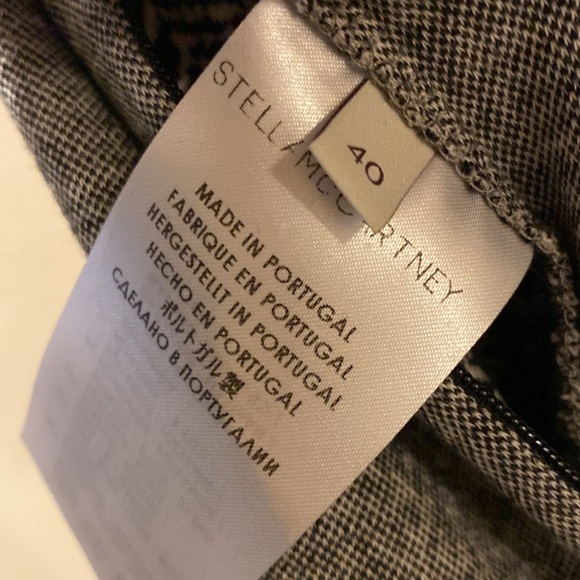 STELLA McCARTNEY
40
MADE IN PORTUGAL
FABRIQUE EN PORTUGAL
HERGESTELLT IN PORTUGAL
HECHO EN PORTUGAL
ポルトガル製
СДЕЛАНО В ПОРТУГАЛИИ